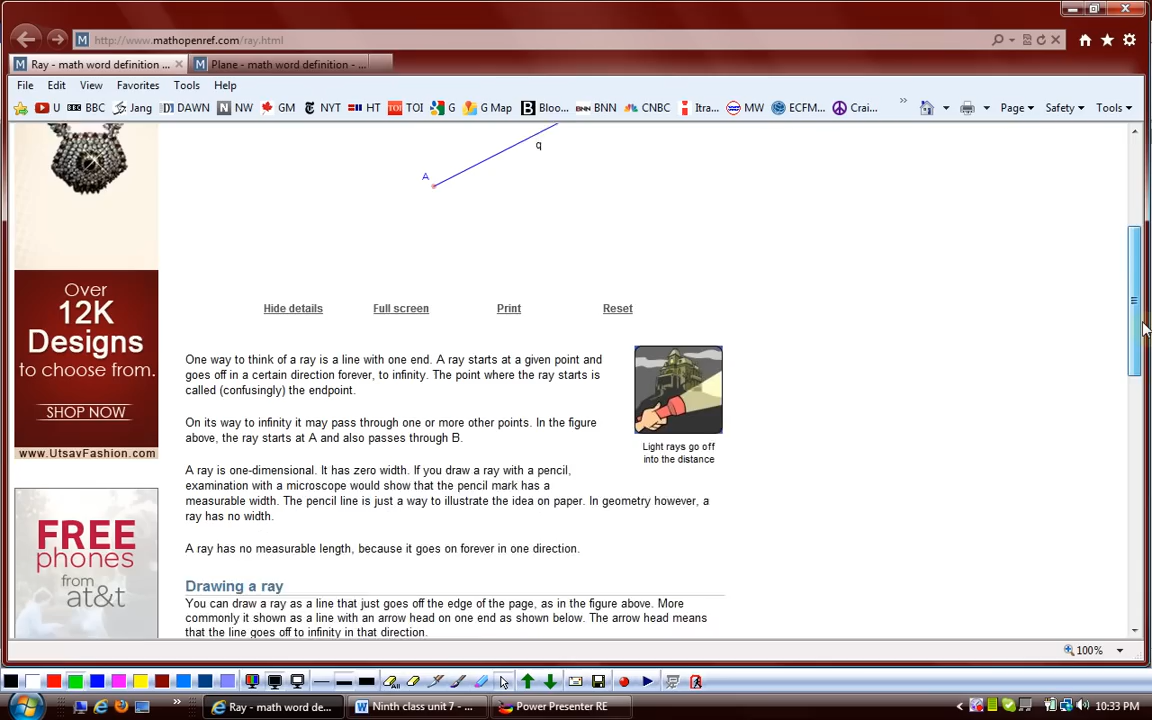 http://www.mathopenref.com/ray.html
Ray - math word definition ...
Plane - math word definition - ...
File Edit View Favorites Tools Help
U BBC Jang DAWN NW GM NYT HT TOI G G Map Bloo... BNN CNBC Itra... MW ECFM... Crai... » Page Safety Tools
q
A
Hide details Full screen Print Reset
One way to think of a ray is a line with one end. A ray starts at a given point and
goes off in a certain direction forever, to infinity. The point where the ray starts is
called (confusingly) the endpoint.
On its way to infinity it may pass through one or more other points. In the figure
above, the ray starts at A and also passes through B.
Light rays go off
into the distance
A ray is one-dimensional. It has zero width. If you draw a ray with a pencil,
examination with a microscope would show that the pencil mark has a
measurable width. The pencil line is just a way to illustrate the idea on paper. In geometry however, a
ray has no width.
A ray has no measurable length, because it goes on forever in one direction.
Drawing a ray
You can draw a ray as a line that just goes off the edge of the page, as in the figure above. More
commonly it shown as a line with an arrow head on one end as shown below. The arrow head means
that the line goes off to infinity in that direction.
Over
12K
Designs
to choose from.
SHOP NOW
www.UtsavFashion.com
FREE
phones
from
at&t
100%
Ray - math word de... Ninth class unit 7 - ... Power Presenter RE
10:33 PM